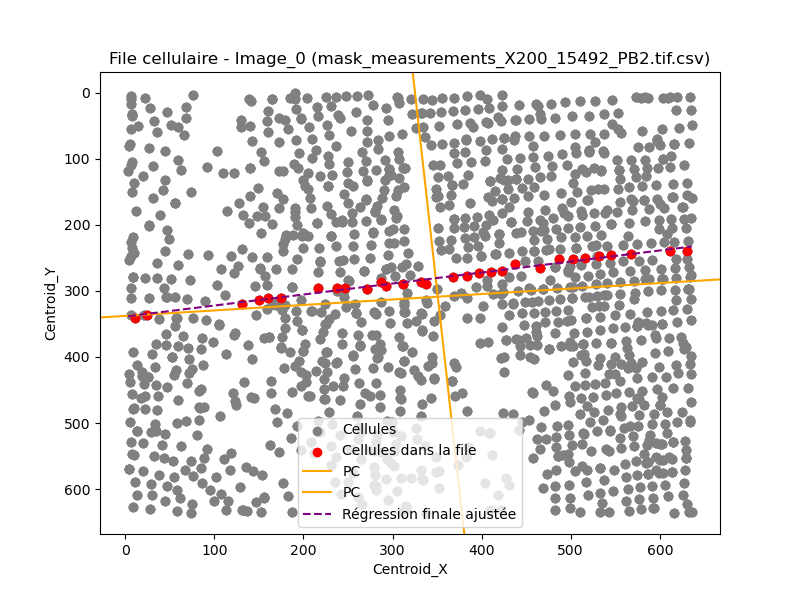 File cellulaire - Image_0 (mask_measurements_X200_15492_PB2.tif.csv)
0
100
200
300
400
500
600
Centroid_Y
Cellules
Cellules dans la file
PC
PC
Régression finale ajustée
0 100 200 300 400 500 600
Centroid_X